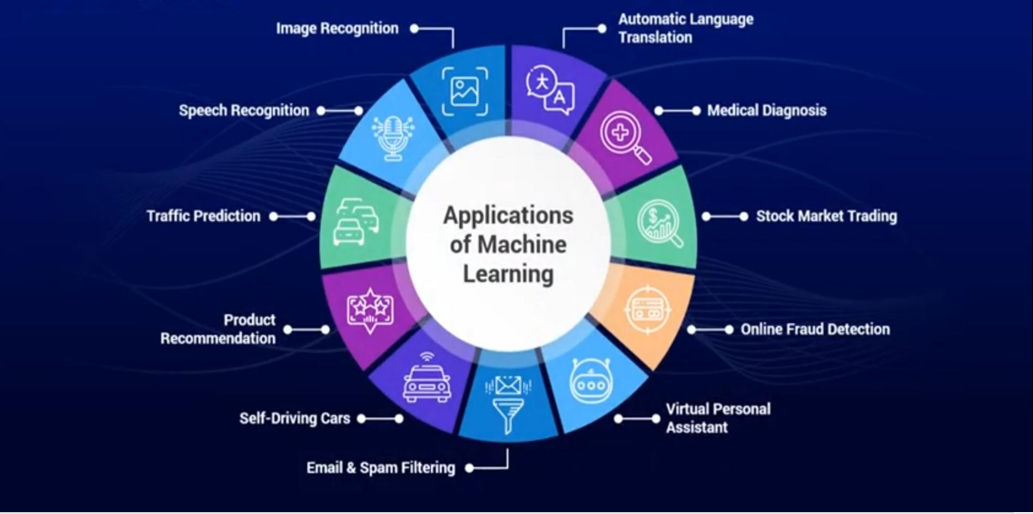 Image Recognition
Automatic Language
Translation
Speech Recognition
Medical Diagnosis
Traffic Prediction
Applications
of Machine
Learning
Stock Market Trading
Product
Recommendation
Online Fraud Detection
Self-Driving Cars
Virtual Personal
Assistant
Email & Spam Filtering
大
A
$